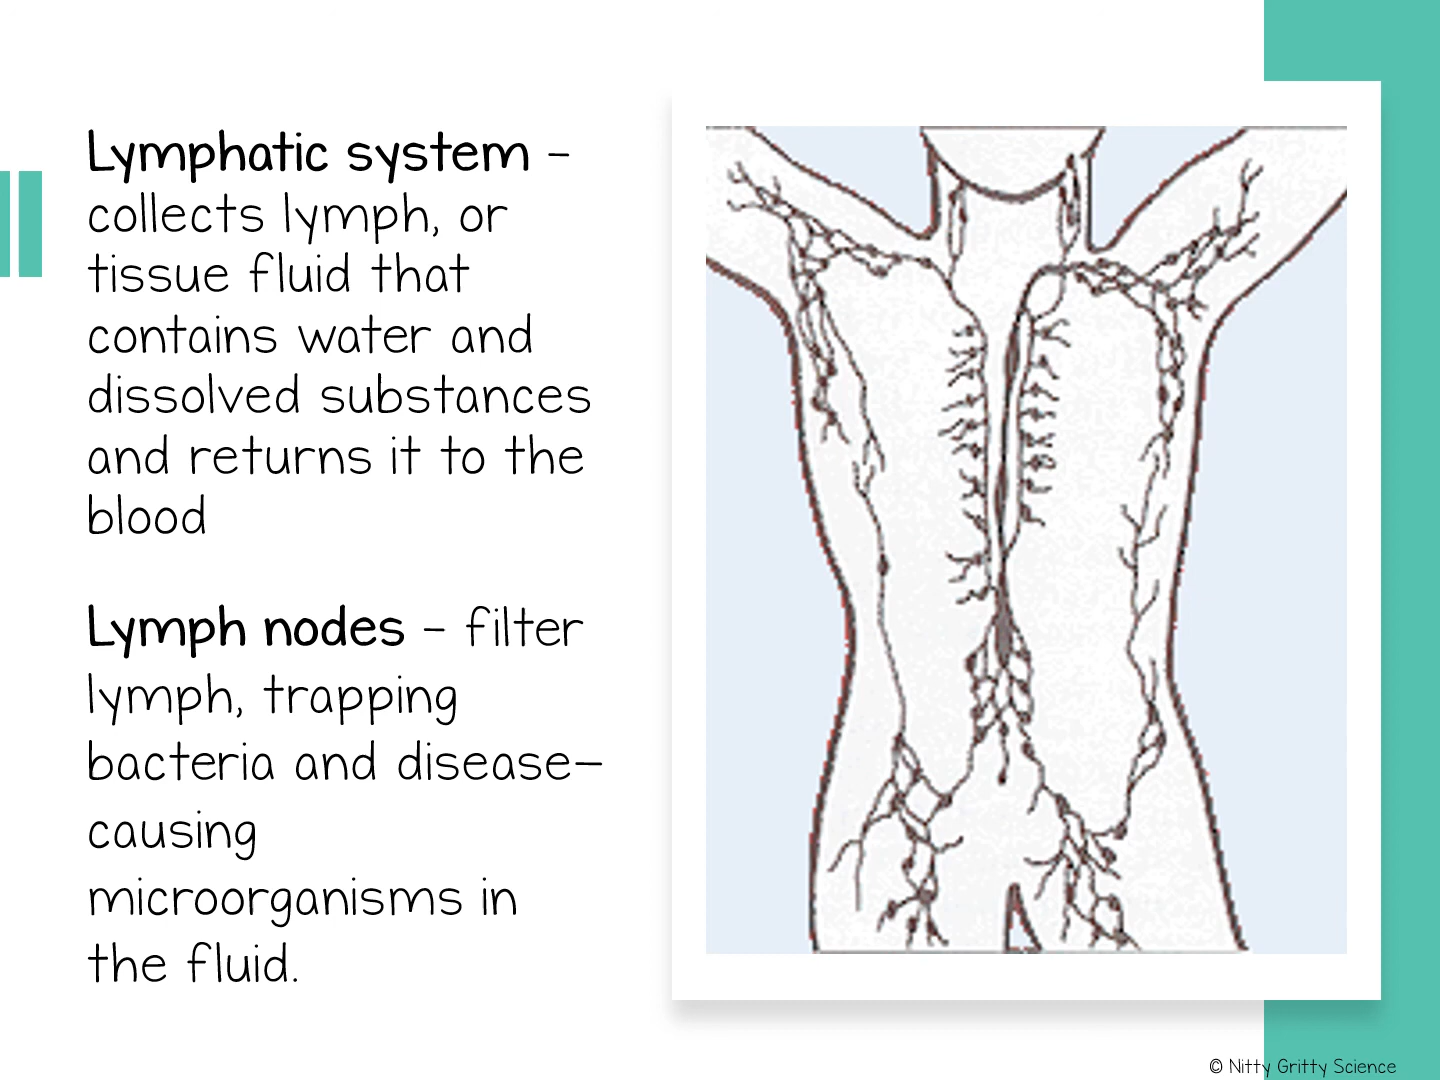 Lymphatic system –
collects lymph, or
tissue fluid that
contains water and
dissolved substances
and returns it to the
blood
Lymph nodes – filter
lymph, trapping
bacteria and disease–
causing
microorganisms in
the fluid.
© Nitty Gritty Science